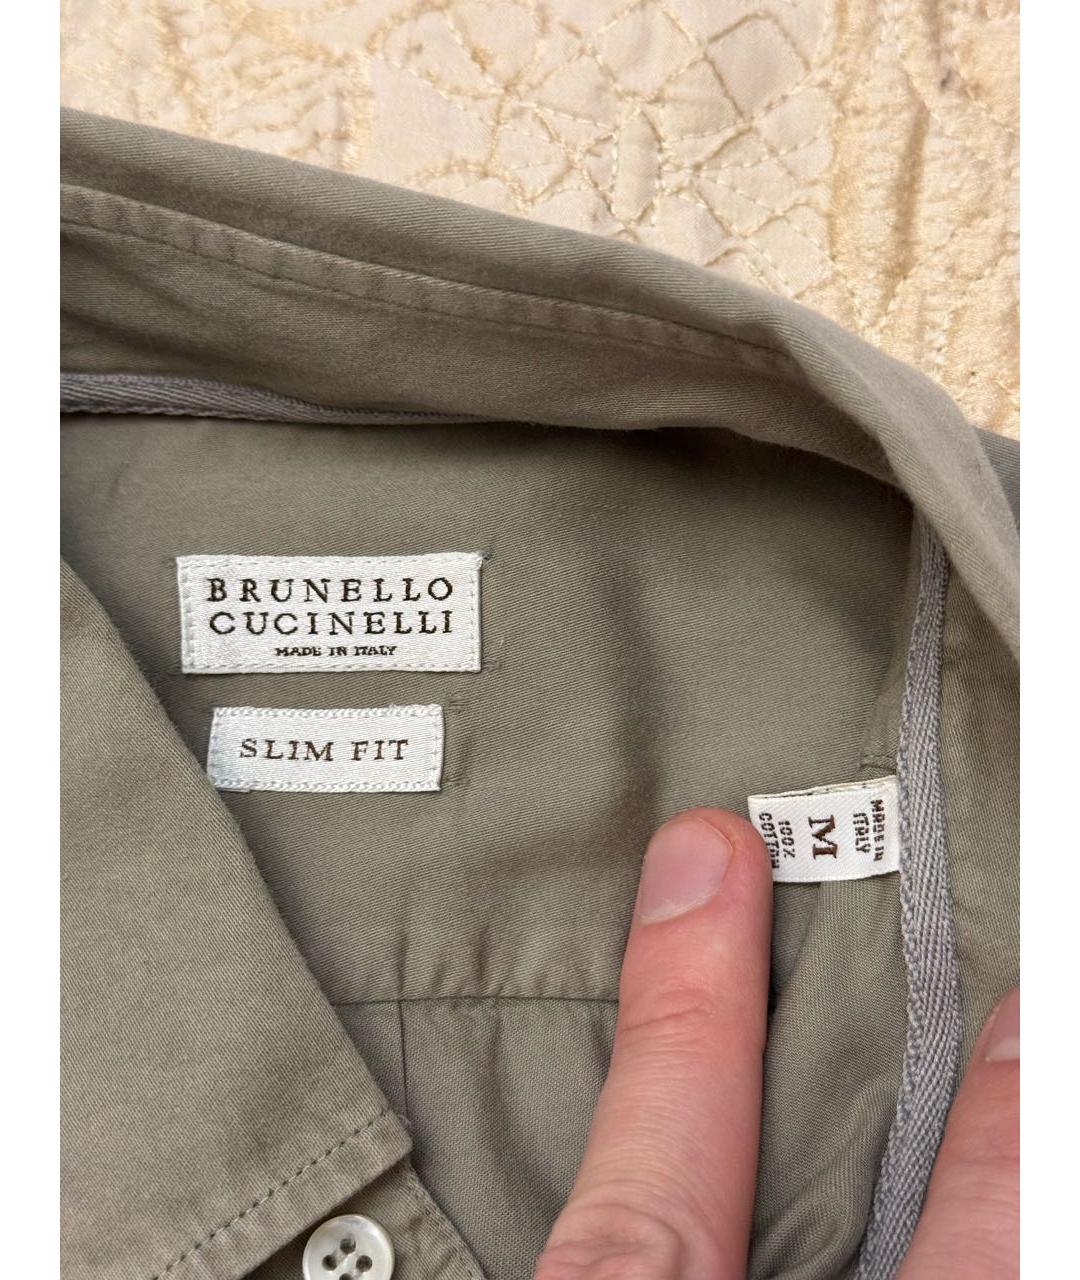 BRUNELLO
CUCINELLI
MADE IN ITALY
SLIM FIT
MADE IN
ITALY
M
100%
COTTON